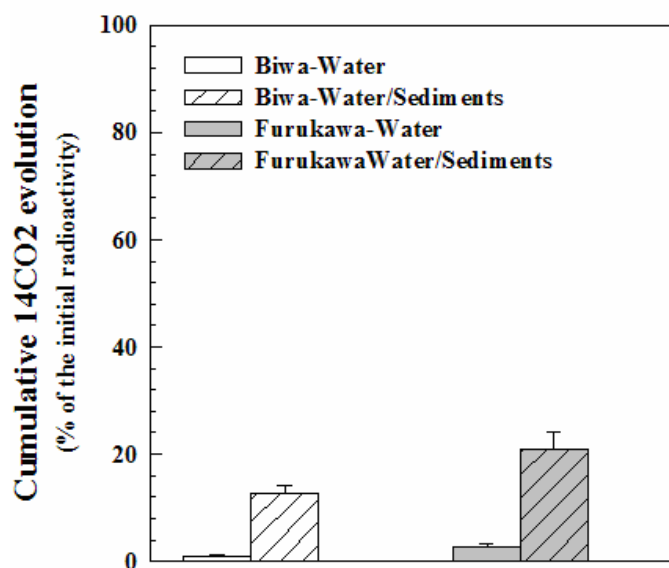 Cumulative 14CO2 evolution
(% of the initial radioactivity)
100
80
60
40
20
0
Biwa-Water
Biwa-Water/Sediments
Furukawa-Water
FurukawaWater/Sediments